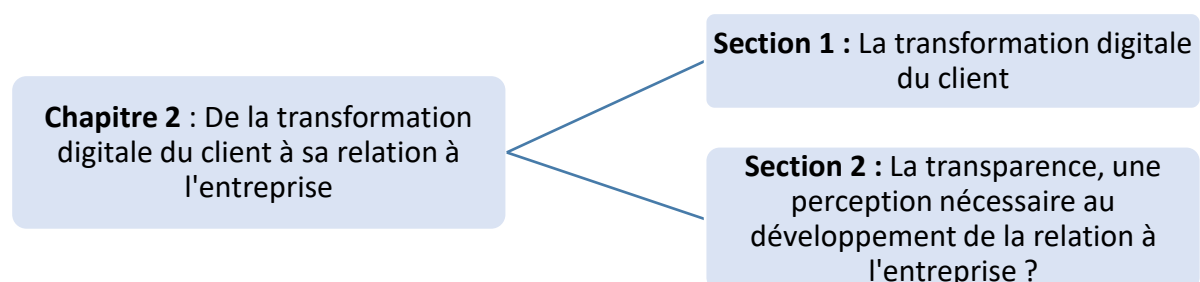 Chapitre 2 : De la transformation
digitale du client à sa relation à
l'entreprise
Section 1 : La transformation digitale
du client
Section 2 : La transparence, une
perception nécessaire au
développement de la relation à
l'entreprise ?